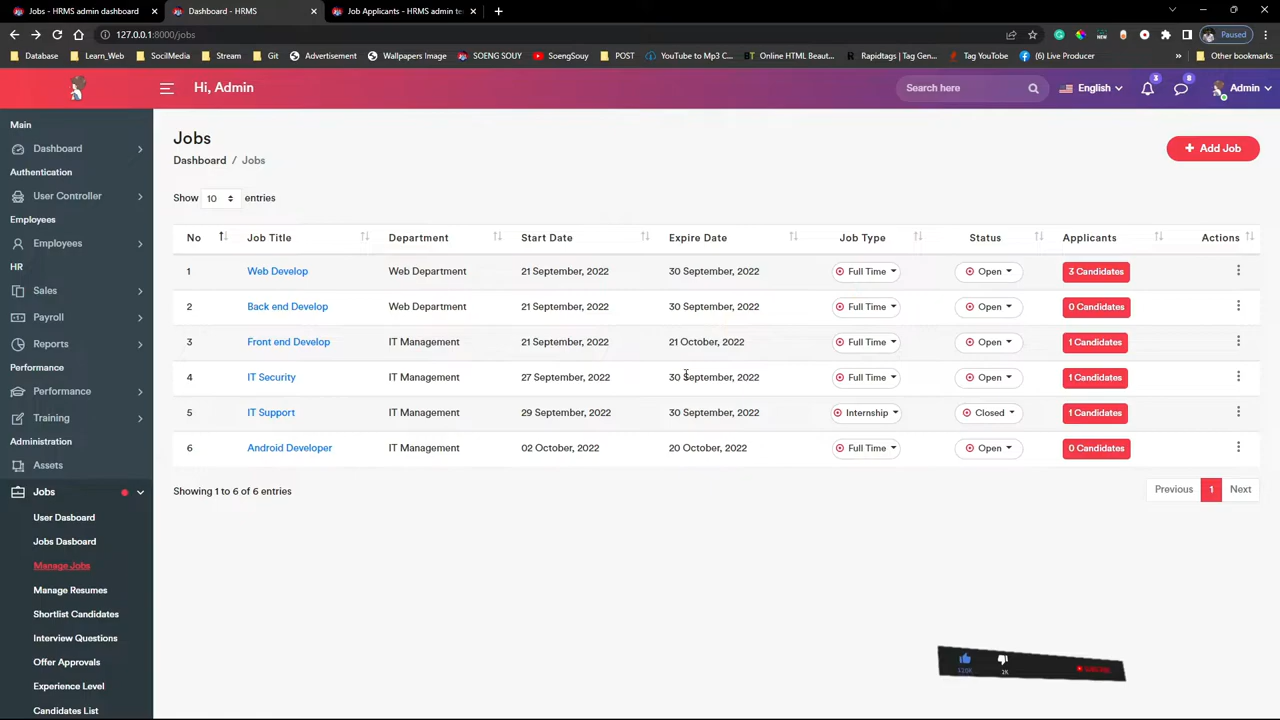 Jobs - HRMS admin dashboard
Dashboard - HRMS
Job Applicants - HRMS admin te
127.0.0.1:8000/jobs
Paused
Database
Learn_Web
SocilMedia
Stream
Git
Advertisement
Wallpapers Image
SOENG SOUY
SoengSouy
POST
YouTube to Mp3 C...
Online HTML Beaut...
Rapidtags | Tag Gen...
Tag YouTube
(6) Live Producer
»
Other bookmarks
Hi, Admin
Search here
English
3
8
Admin
Main
Dashboard
Authentication
User Controller
Employees
Employees
HR
Sales
Payroll
Reports
Performance
Performance
Training
Administration
Assets
Jobs
User Dasboard
Jobs Dasboard
Manage Jobs
Manage Resumes
Shortlist Candidates
Interview Questions
Offer Approvals
Experience Level
Candidates List
Jobs
Dashboard / Jobs
+ Add Job
Show 10 entries
No Job Title Department Start Date Expire Date Job Type Status Applicants Actions
1 Web Develop Web Department 21 September, 2022 30 September, 2022 Full Time Open 3 Candidates
2 Back end Develop Web Department 21 September, 2022 30 September, 2022 Full Time Open 0 Candidates
3 Front end Develop IT Management 21 September, 2022 21 October, 2022 Full Time Open 1 Candidates
4 IT Security IT Management 27 September, 2022 30 September, 2022 Full Time Open 1 Candidates
5 IT Support IT Management 29 September, 2022 30 September, 2022 Internship Closed 1 Candidates
6 Android Developer IT Management 02 October, 2022 20 October, 2022 Full Time Open 0 Candidates
Showing 1 to 6 of 6 entries
Previous 1 Next